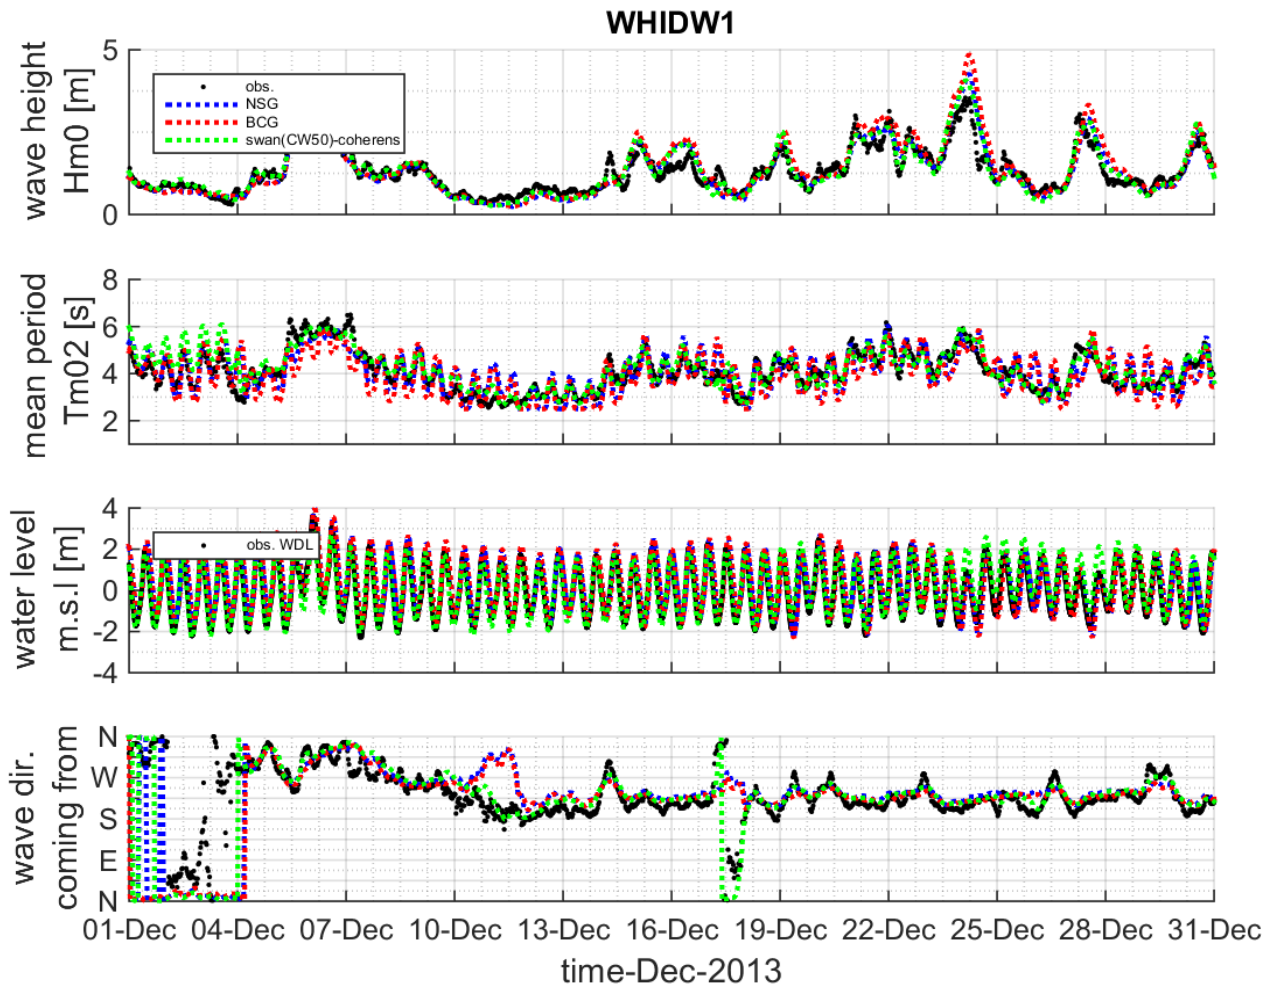 WHIDW1
wave height
Hm0 [m]
5
0
obs.
NSG
BCG
swan(CW50)-coherens
mean period
Tm02 [s]
8
6
4
2
water level
m.s.l [m]
4
2
0
-2
-4
obs. WDL
wave dir.
coming from
N
W
S
E
N
01-Dec 04-Dec 07-Dec 10-Dec 13-Dec 16-Dec 19-Dec 22-Dec 25-Dec 28-Dec 31-Dec
time-Dec-2013